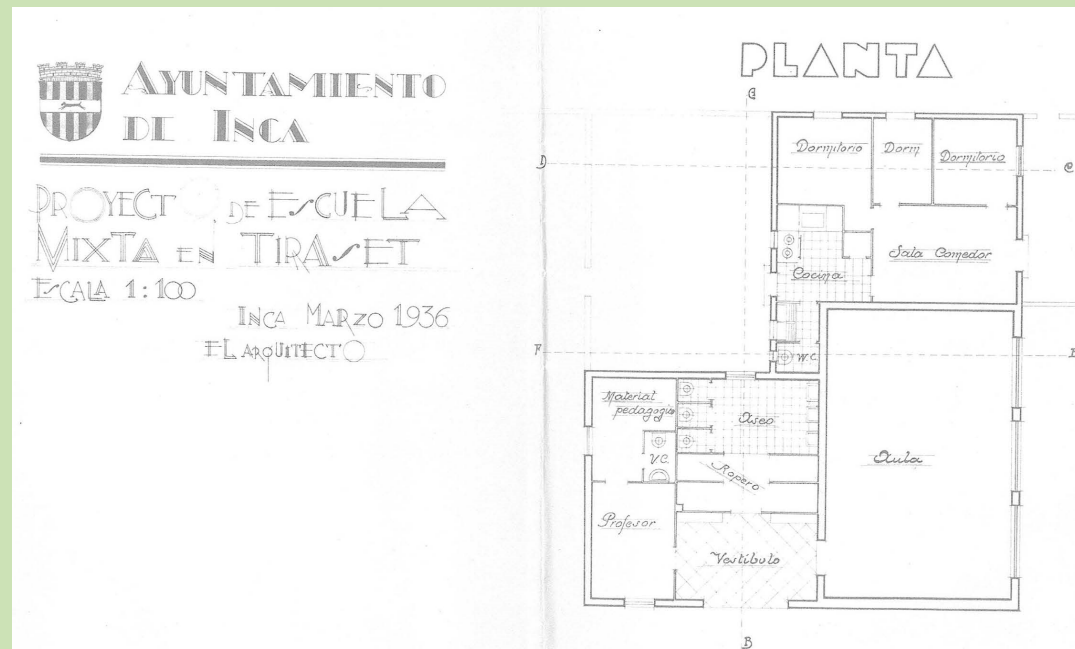 AYUNTAMIENTO
DE INCA
PROYECTO DE ESCUELA
MIXTA EN TIRASET
ESCALA 1:100
INCA MARZO 1936
EL ARQUITECTO
PLANTA
D
C
Dormitorio
Dorm
Dormitorio
Sala Comedor
Cocina
F
W.C.
E
Material
pedagogic
Aseo
V.C.
Ropero
Aula
Profesor
Vestibulo
B